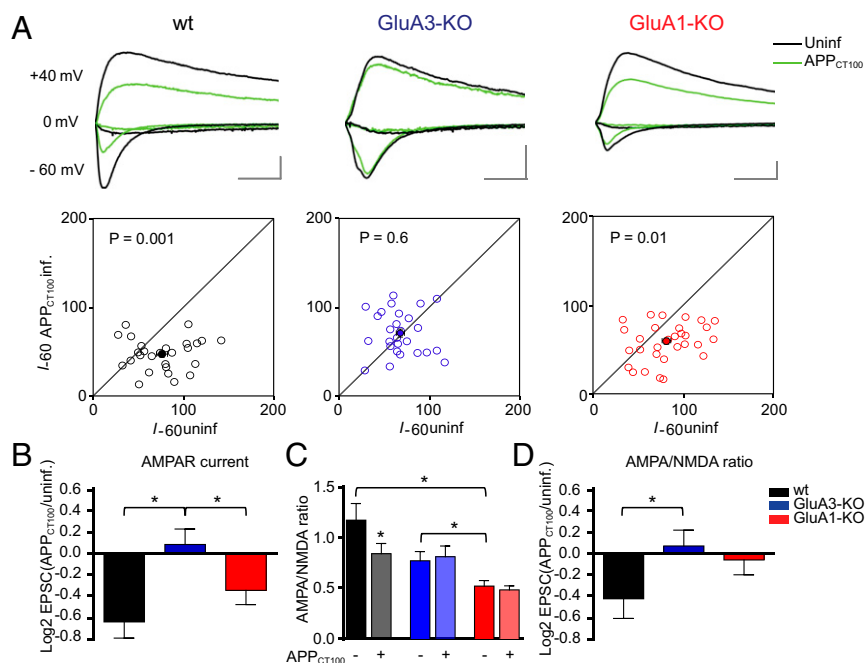 A
wt
GluA3-KO
GluA1-KO
Uninf
APPCT100
+40 mV
0 mV
- 60 mV
200
100
0
I-60 APPCT100 inf.
P = 0.001
0
100
200
I-60uninf
200
100
0
P = 0.6
0
100
200
I-60uninf
200
100
0
P = 0.01
0
100
200
I-60uninf
B
AMPAR current
Log2 EPSC(APPCT100/uninf.)
0.6
0.4
0.2
0.0
-0.2
-0.4
-0.6
-0.8
*
*
C
AMPA/NMDA ratio
1.5
1.0
0.5
0.0
*
*
*
APPCT100
- + - + - +
D
AMPA/NMDA ratio
Log2 EPSC(APPCT100/uninf.)
0.6
0.4
0.2
0.0
-0.2
-0.4
-0.6
-0.8
*
wt
GluA3-KO
GluA1-KO